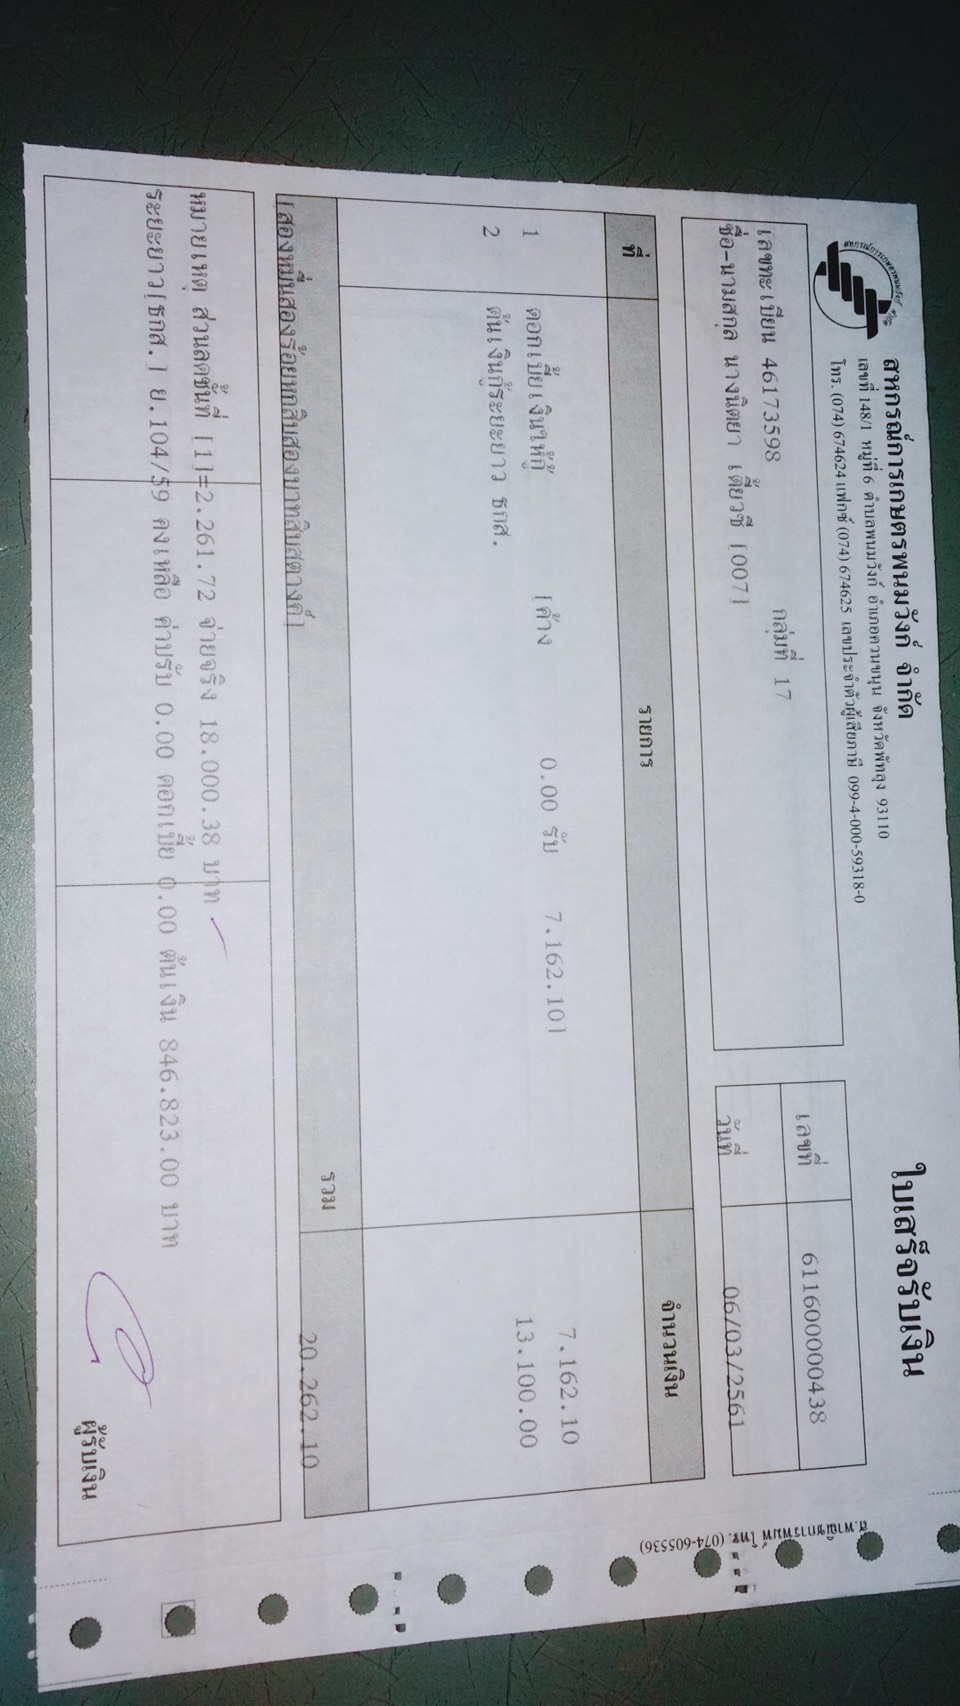 สหกรณ์การเกษตรพนมวังก์ จำกัด
ใบเสร็จรับเงิน
เลขที่ 148/1 หมู่ที่ 6 ตำบลพนมวังก์ อำเภอควนขนุน จังหวัดพัทลุง 93110
โทร. (074) 674624 แฟกซ์ (074) 674625 เลขประจำตัวผู้เสียภาษี 099-4-000-59318-0
เลขทะเบียน 46173598 กลุ่มที่ 17
ชื่อ-นามสกุล นางนิตยา เดี่ยวชี [007]
เลขที่ 61160000438
วันที่ 06/03/2561
ที่ รายการ จำนวนเงิน
1 ดอกเบี้ยเงินให้กู้ [ค้าง 0.00 รับ 7.162.10] 7.162.10
2 ต้นเงินกู้ระยะยาว ธกส. 13.100.00
รวม 20.262.10
[สองหมื่นสองร้อยหกสิบสองบาทสิบสตางค์]
หมายเหตุ ส่วนลดชั้นที่ [1]=2.261.72 จ่ายจริง 18.000.38 บาท
ระยะยาว[ธกส.] ย.104/59 คงเหลือ ค่าปรับ 0.00 ดอกเบี้ย 0.00 ต้นเงิน 846.823.00 บาท
ผู้รับเงิน
ส.พาณิชการพิมพ์ โทร. (074-605536)